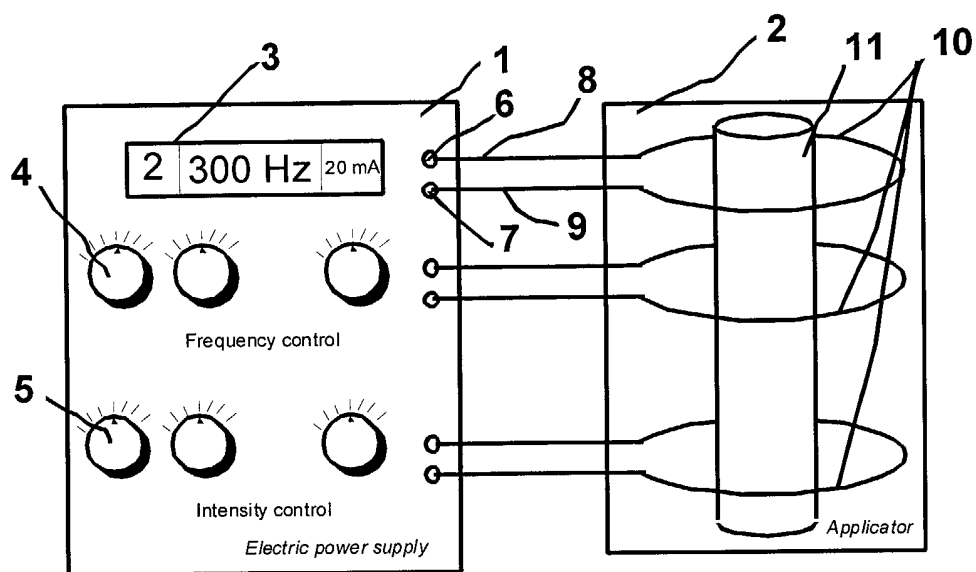 1
2
3
6
8
11
10
2 300 Hz 20 mA
4
7
9
Frequency control
5
Intensity control
Applicator
Electric power supply